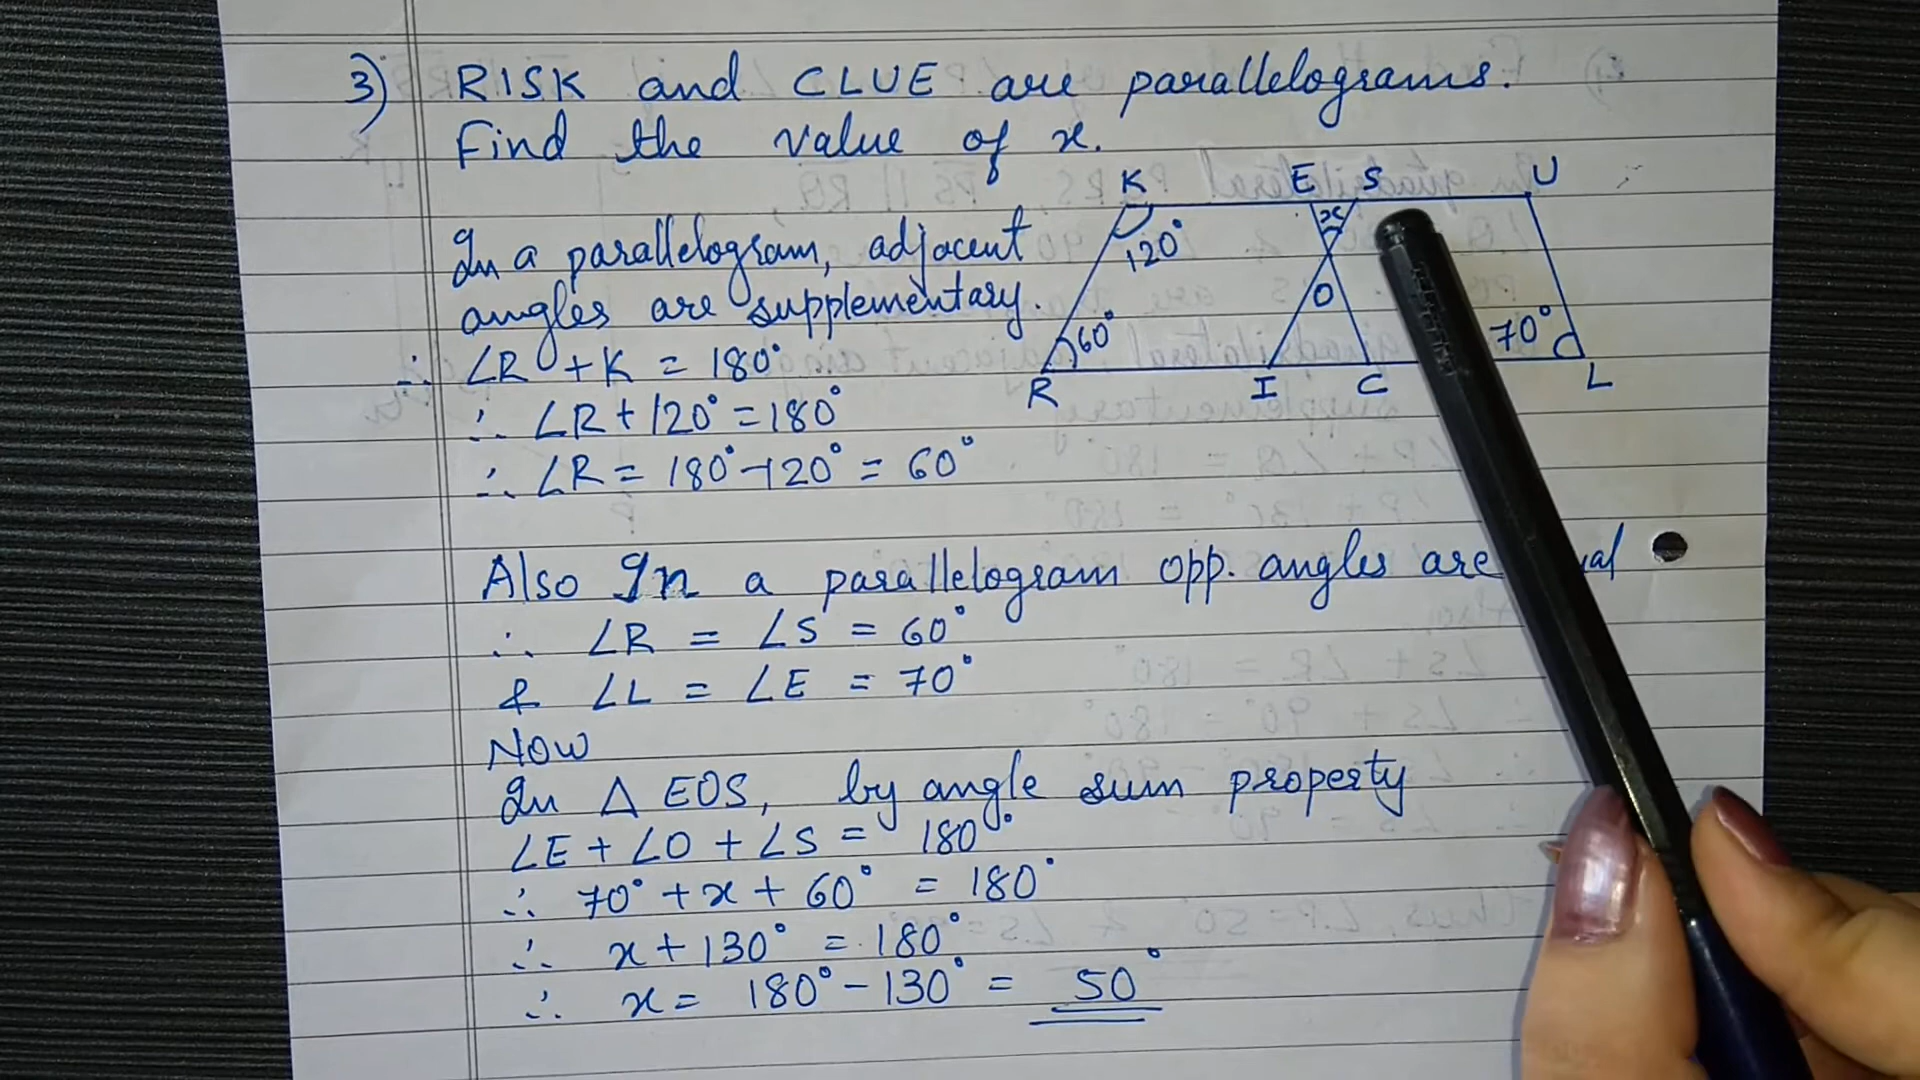 3) RISK and CLUE are parallelograms.
Find the value of x.
K E S U
x
120°
O
60°
70°
R I C L
In a parallelogram, adjacent
angles are supplementary.
∴ ∠R + K = 180°
∴ ∠R + 120° = 180°
∴ ∠R = 180° - 120° = 60°
Also In a parallelogram opp. angles are
∴ ∠R = ∠S = 60°
& ∠L = ∠E = 70°
Now
In △ EOS, by angle sum property
∠E + ∠O + ∠S = 180°
∴ 70° + x + 60° = 180°
∴ x + 130° = 180°
∴ x = 180° - 130° = 50°